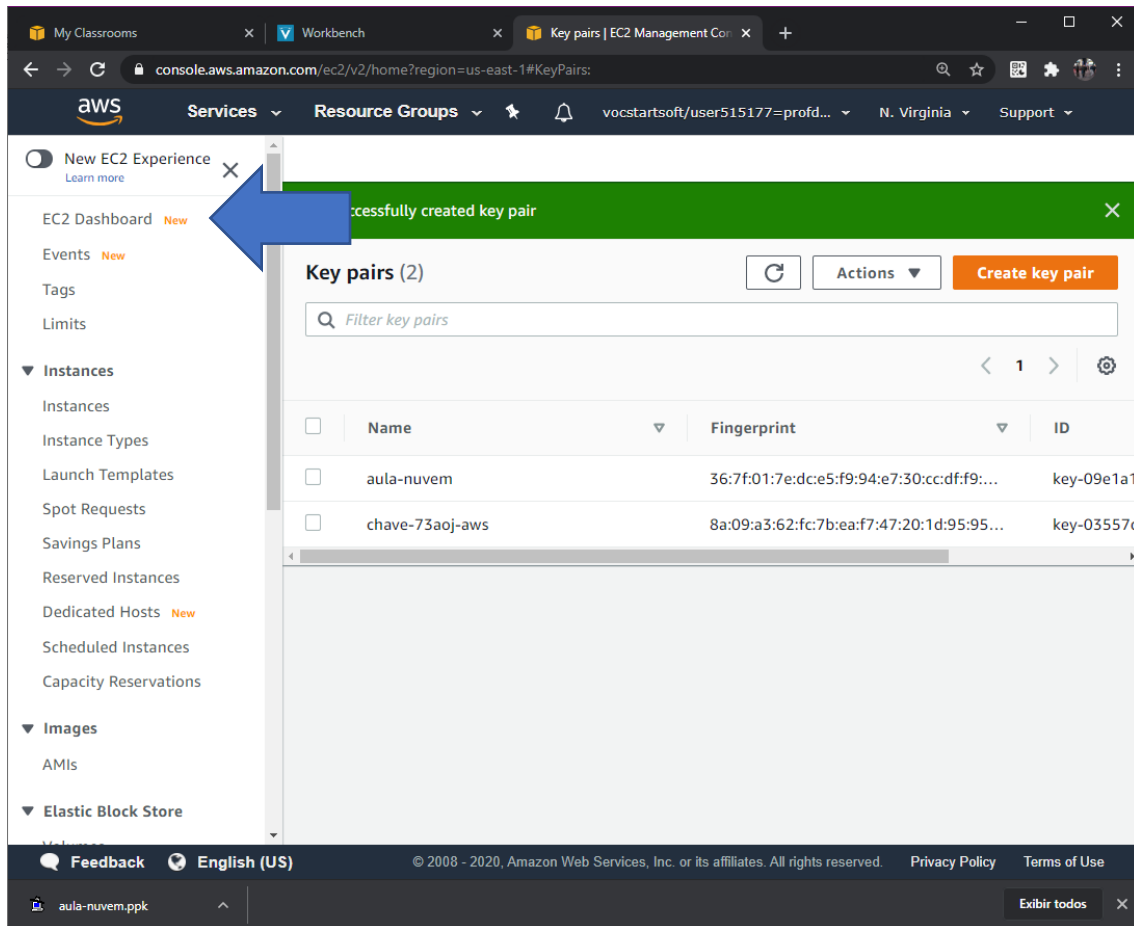 My Classrooms
Workbench
Key pairs | EC2 Management Con
console.aws.amazon.com/ec2/v2/home?region=us-east-1#KeyPairs:
aws Services Resource Groups vocstartsoft/user515177=profd... N. Virginia Support
New EC2 Experience
Learn more
EC2 Dashboard New
Events New
Tags
Limits
Instances
Instances
Instance Types
Launch Templates
Spot Requests
Savings Plans
Reserved Instances
Dedicated Hosts New
Scheduled Instances
Capacity Reservations
Images
AMIs
Elastic Block Store
ccessfully created key pair
Key pairs (2) Actions Create key pair
Filter key pairs
1
Name Fingerprint ID
aula-nuvem 36:7f:01:7e:dc:e5:f9:94:e7:30:cc:df:f9:... key-09e1a1
chave-73aoj-aws 8a:09:a3:62:fc:7b:ea:f7:47:20:1d:95:95... key-03557
Feedback English (US) © 2008 - 2020, Amazon Web Services, Inc. or its affiliates. All rights reserved. Privacy Policy Terms of Use
aula-nuvem.ppk Exibir todos